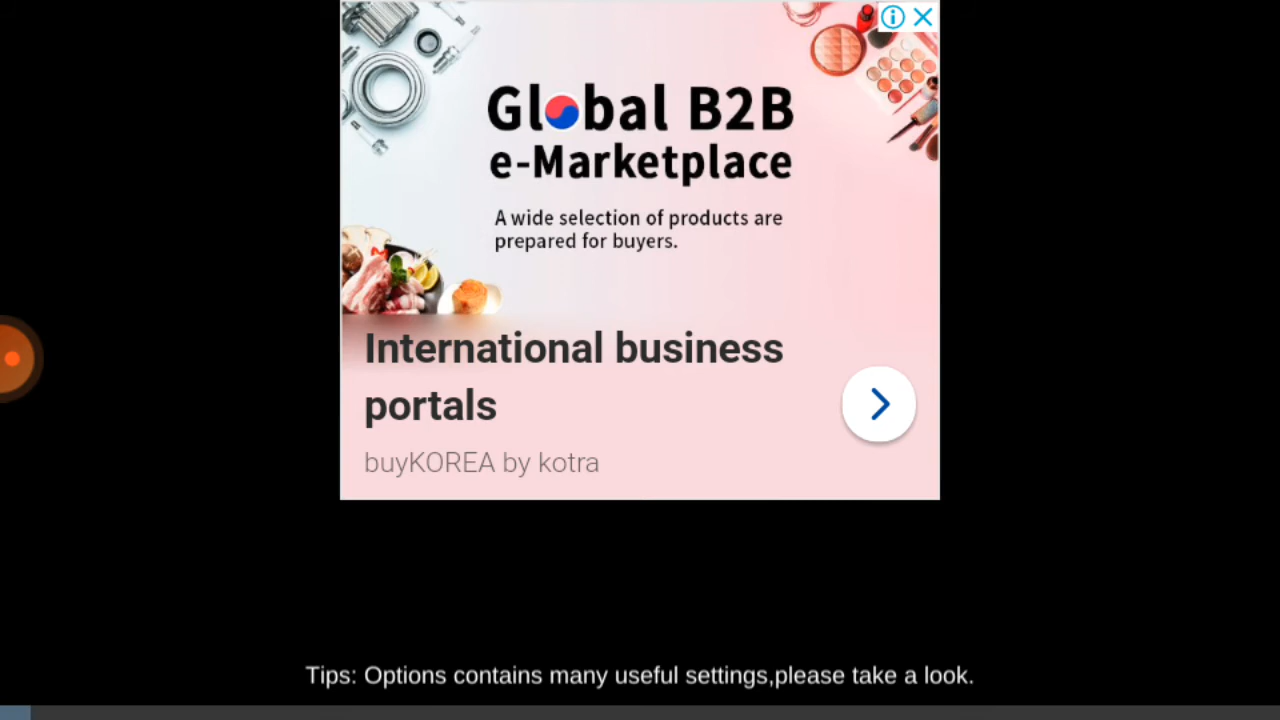 Global B2B
e-Marketplace
A wide selection of products are
prepared for buyers.
International business
portals
buyKOREA by kotra
Tips: Options contains many useful settings,please take a look.